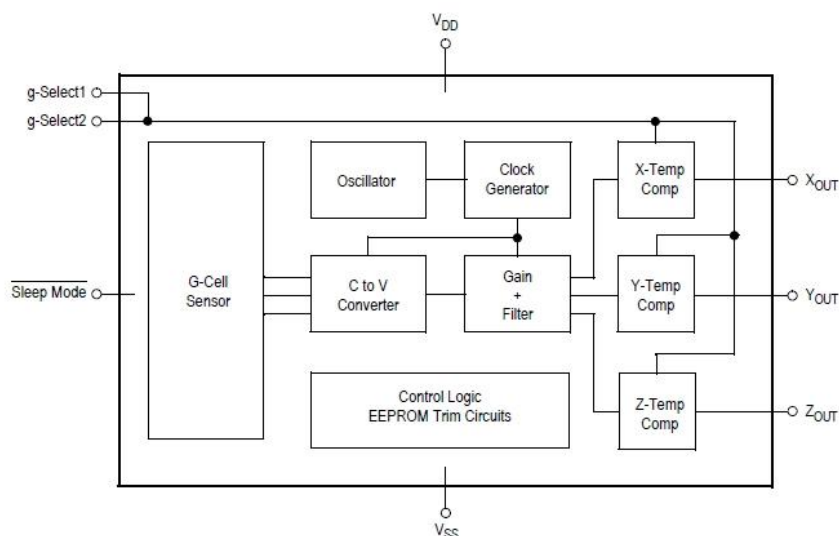 VDD
g-Select1
g-Select2
Oscillator
Clock
Generator
X-Temp
Comp
XOUT
Sleep Mode
G-Cell
Sensor
C to V
Converter
Gain
+
Filter
Y-Temp
Comp
YOUT
Control Logic
EEPROM Trim Circuits
Z-Temp
Comp
ZOUT
VSS